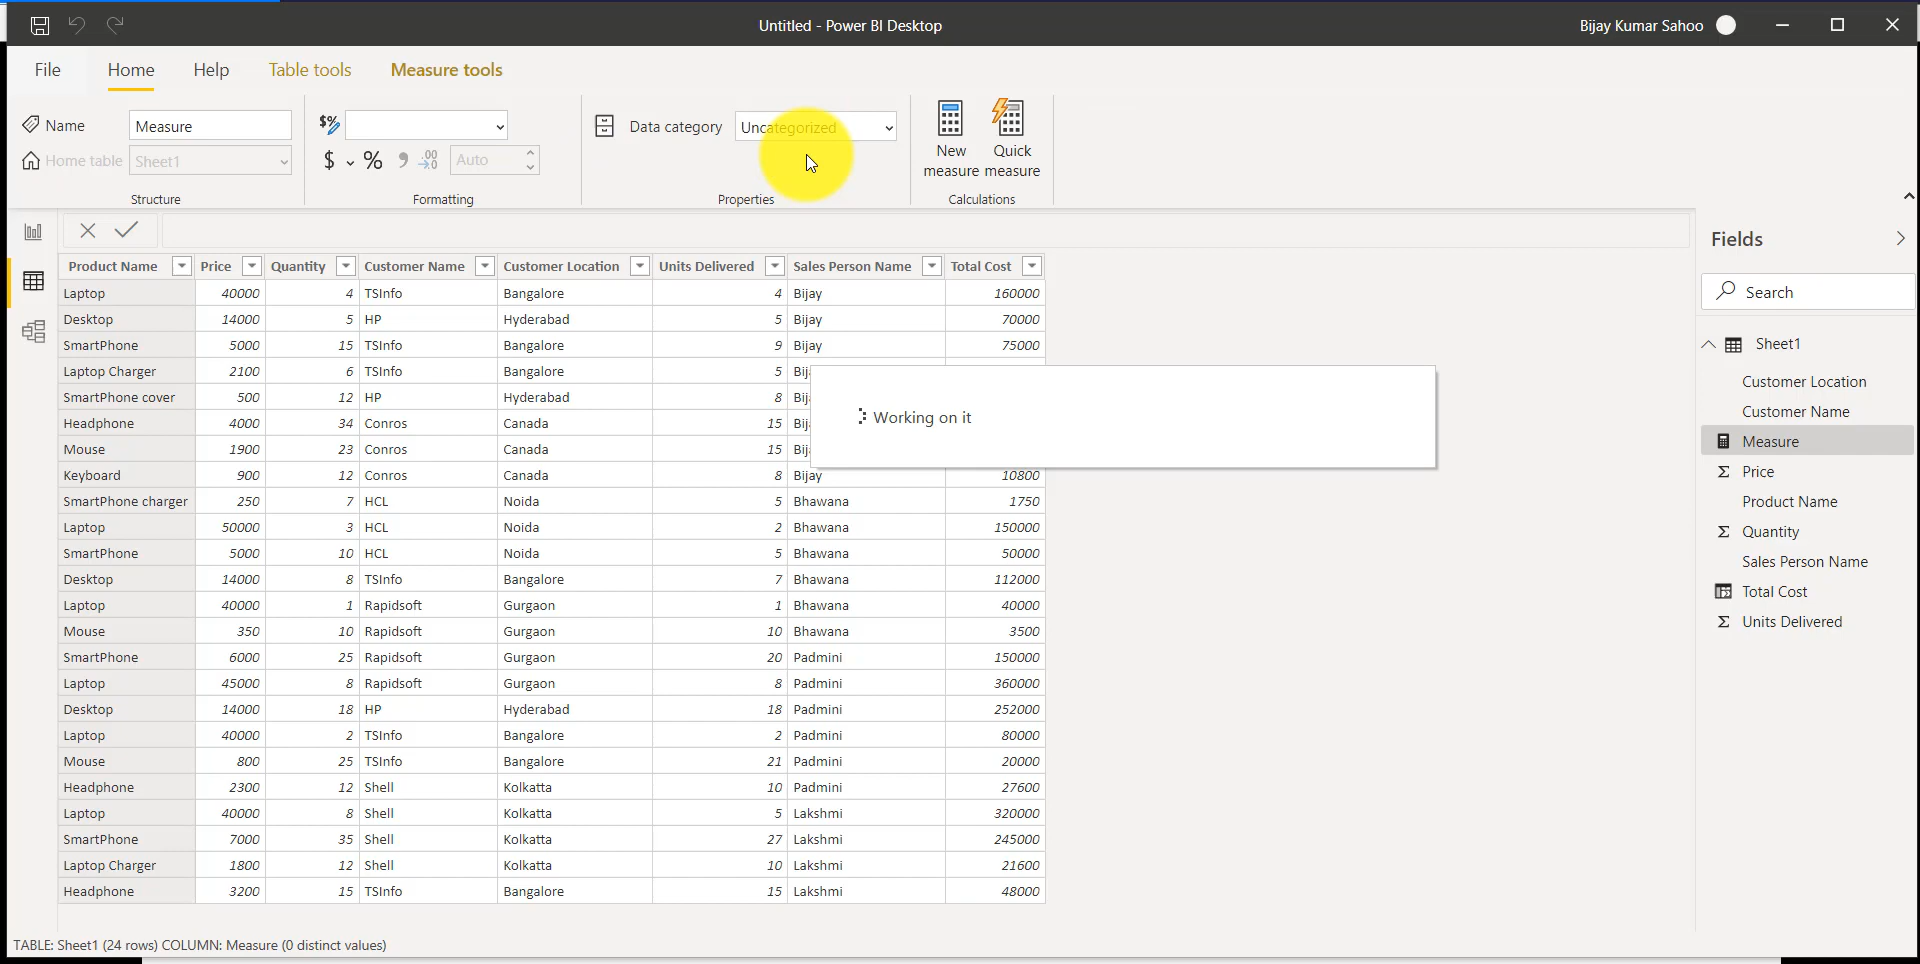 Untitled - Power BI Desktop
Bijay Kumar Sahoo
File Home Help Table tools Measure tools
Name Measure
Home table Sheet1
Structure
$ % 9 .00 Auto
Formatting
Data category Uncategorized
Properties
New measure
Quick measure
Calculations
Product Name Price Quantity Customer Name Customer Location Units Delivered Sales Person Name Total Cost
Laptop 40000 4 TSInfo Bangalore 4 Bijay 160000
Desktop 14000 5 HP Hyderabad 5 Bijay 70000
SmartPhone 5000 15 TSInfo Bangalore 9 Bijay 75000
Laptop Charger 2100 6 TSInfo Bangalore 5 Bij
SmartPhone cover 500 12 HP Hyderabad 8 Bij
Headphone 4000 34 Conros Canada 15 Bij
Mouse 1900 23 Conros Canada 15 Bij
Keyboard 900 12 Conros Canada 8 Bijay 10800
SmartPhone charger 250 7 HCL Noida 5 Bhawana 1750
Laptop 50000 3 HCL Noida 2 Bhawana 150000
SmartPhone 5000 10 HCL Noida 5 Bhawana 50000
Desktop 14000 8 TSInfo Bangalore 7 Bhawana 112000
Laptop 40000 1 Rapidsoft Gurgaon 1 Bhawana 40000
Mouse 350 10 Rapidsoft Gurgaon 10 Bhawana 3500
SmartPhone 6000 25 Rapidsoft Gurgaon 20 Padmini 150000
Laptop 45000 8 Rapidsoft Gurgaon 8 Padmini 360000
Desktop 14000 18 HP Hyderabad 18 Padmini 252000
Laptop 40000 2 TSInfo Bangalore 2 Padmini 80000
Mouse 800 25 TSInfo Bangalore 21 Padmini 20000
Headphone 2300 12 Shell Kolkatta 10 Padmini 27600
Laptop 40000 8 Shell Kolkatta 5 Lakshmi 320000
SmartPhone 7000 35 Shell Kolkatta 27 Lakshmi 245000
Laptop Charger 1800 12 Shell Kolkatta 10 Lakshmi 21600
Headphone 3200 15 TSInfo Bangalore 15 Lakshmi 48000
Working on it
Fields
Search
Sheet1
Customer Location
Customer Name
Measure
Σ Price
Product Name
Σ Quantity
Sales Person Name
Total Cost
Σ Units Delivered
TABLE: Sheet1 (24 rows) COLUMN: Measure (0 distinct values)